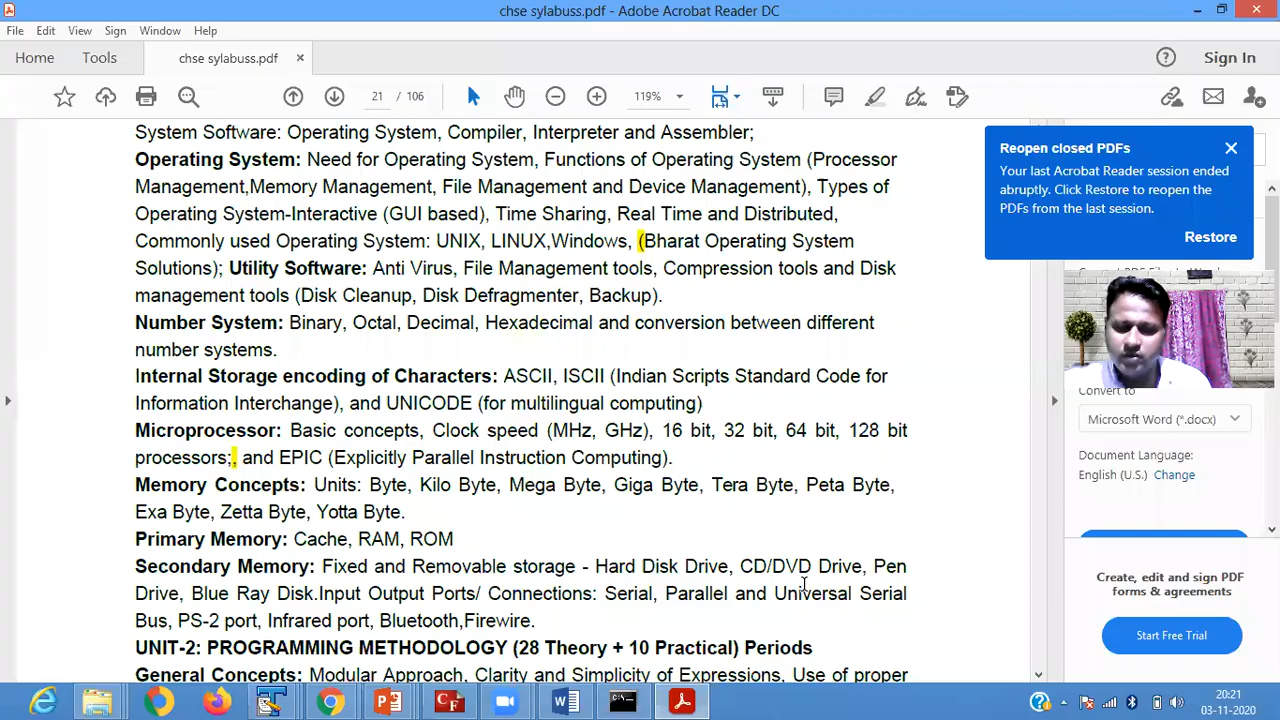 chse sylabuss.pdf - Adobe Acrobat Reader DC
File Edit View Sign Window Help
Home Tools chse sylabuss.pdf × Sign In
21 / 106 119%
System Software: Operating System, Compiler, Interpreter and Assembler;
Operating System: Need for Operating System, Functions of Operating System (Processor
Management,Memory Management, File Management and Device Management), Types of
Operating System-Interactive (GUI based), Time Sharing, Real Time and Distributed,
Commonly used Operating System: UNIX, LINUX,Windows, (Bharat Operating System
Solutions); Utility Software: Anti Virus, File Management tools, Compression tools and Disk
management tools (Disk Cleanup, Disk Defragmenter, Backup).
Number System: Binary, Octal, Decimal, Hexadecimal and conversion between different
number systems.
Internal Storage encoding of Characters: ASCII, ISCII (Indian Scripts Standard Code for
Information Interchange), and UNICODE (for multilingual computing)
Microprocessor: Basic concepts, Clock speed (MHz, GHz), 16 bit, 32 bit, 64 bit, 128 bit
processors;, and EPIC (Explicitly Parallel Instruction Computing).
Memory Concepts: Units: Byte, Kilo Byte, Mega Byte, Giga Byte, Tera Byte, Peta Byte,
Exa Byte, Zetta Byte, Yotta Byte.
Primary Memory: Cache, RAM, ROM
Secondary Memory: Fixed and Removable storage - Hard Disk Drive, CD/DVD Drive, Pen
Drive, Blue Ray Disk.Input Output Ports/ Connections: Serial, Parallel and Universal Serial
Bus, PS-2 port, Infrared port, Bluetooth,Firewire.
UNIT-2: PROGRAMMING METHODOLOGY (28 Theory + 10 Practical) Periods
General Concepts: Modular Approach, Clarity and Simplicity of Expressions, Use of proper
Reopen closed PDFs
Your last Acrobat Reader session ended
abruptly. Click Restore to reopen the
PDFs from the last session.
Restore
Convert to
Microsoft Word (*.docx)
Document Language:
English (U.S.) Change
Create, edit and sign PDF
forms & agreements
Start Free Trial
20:21
03-11-2020